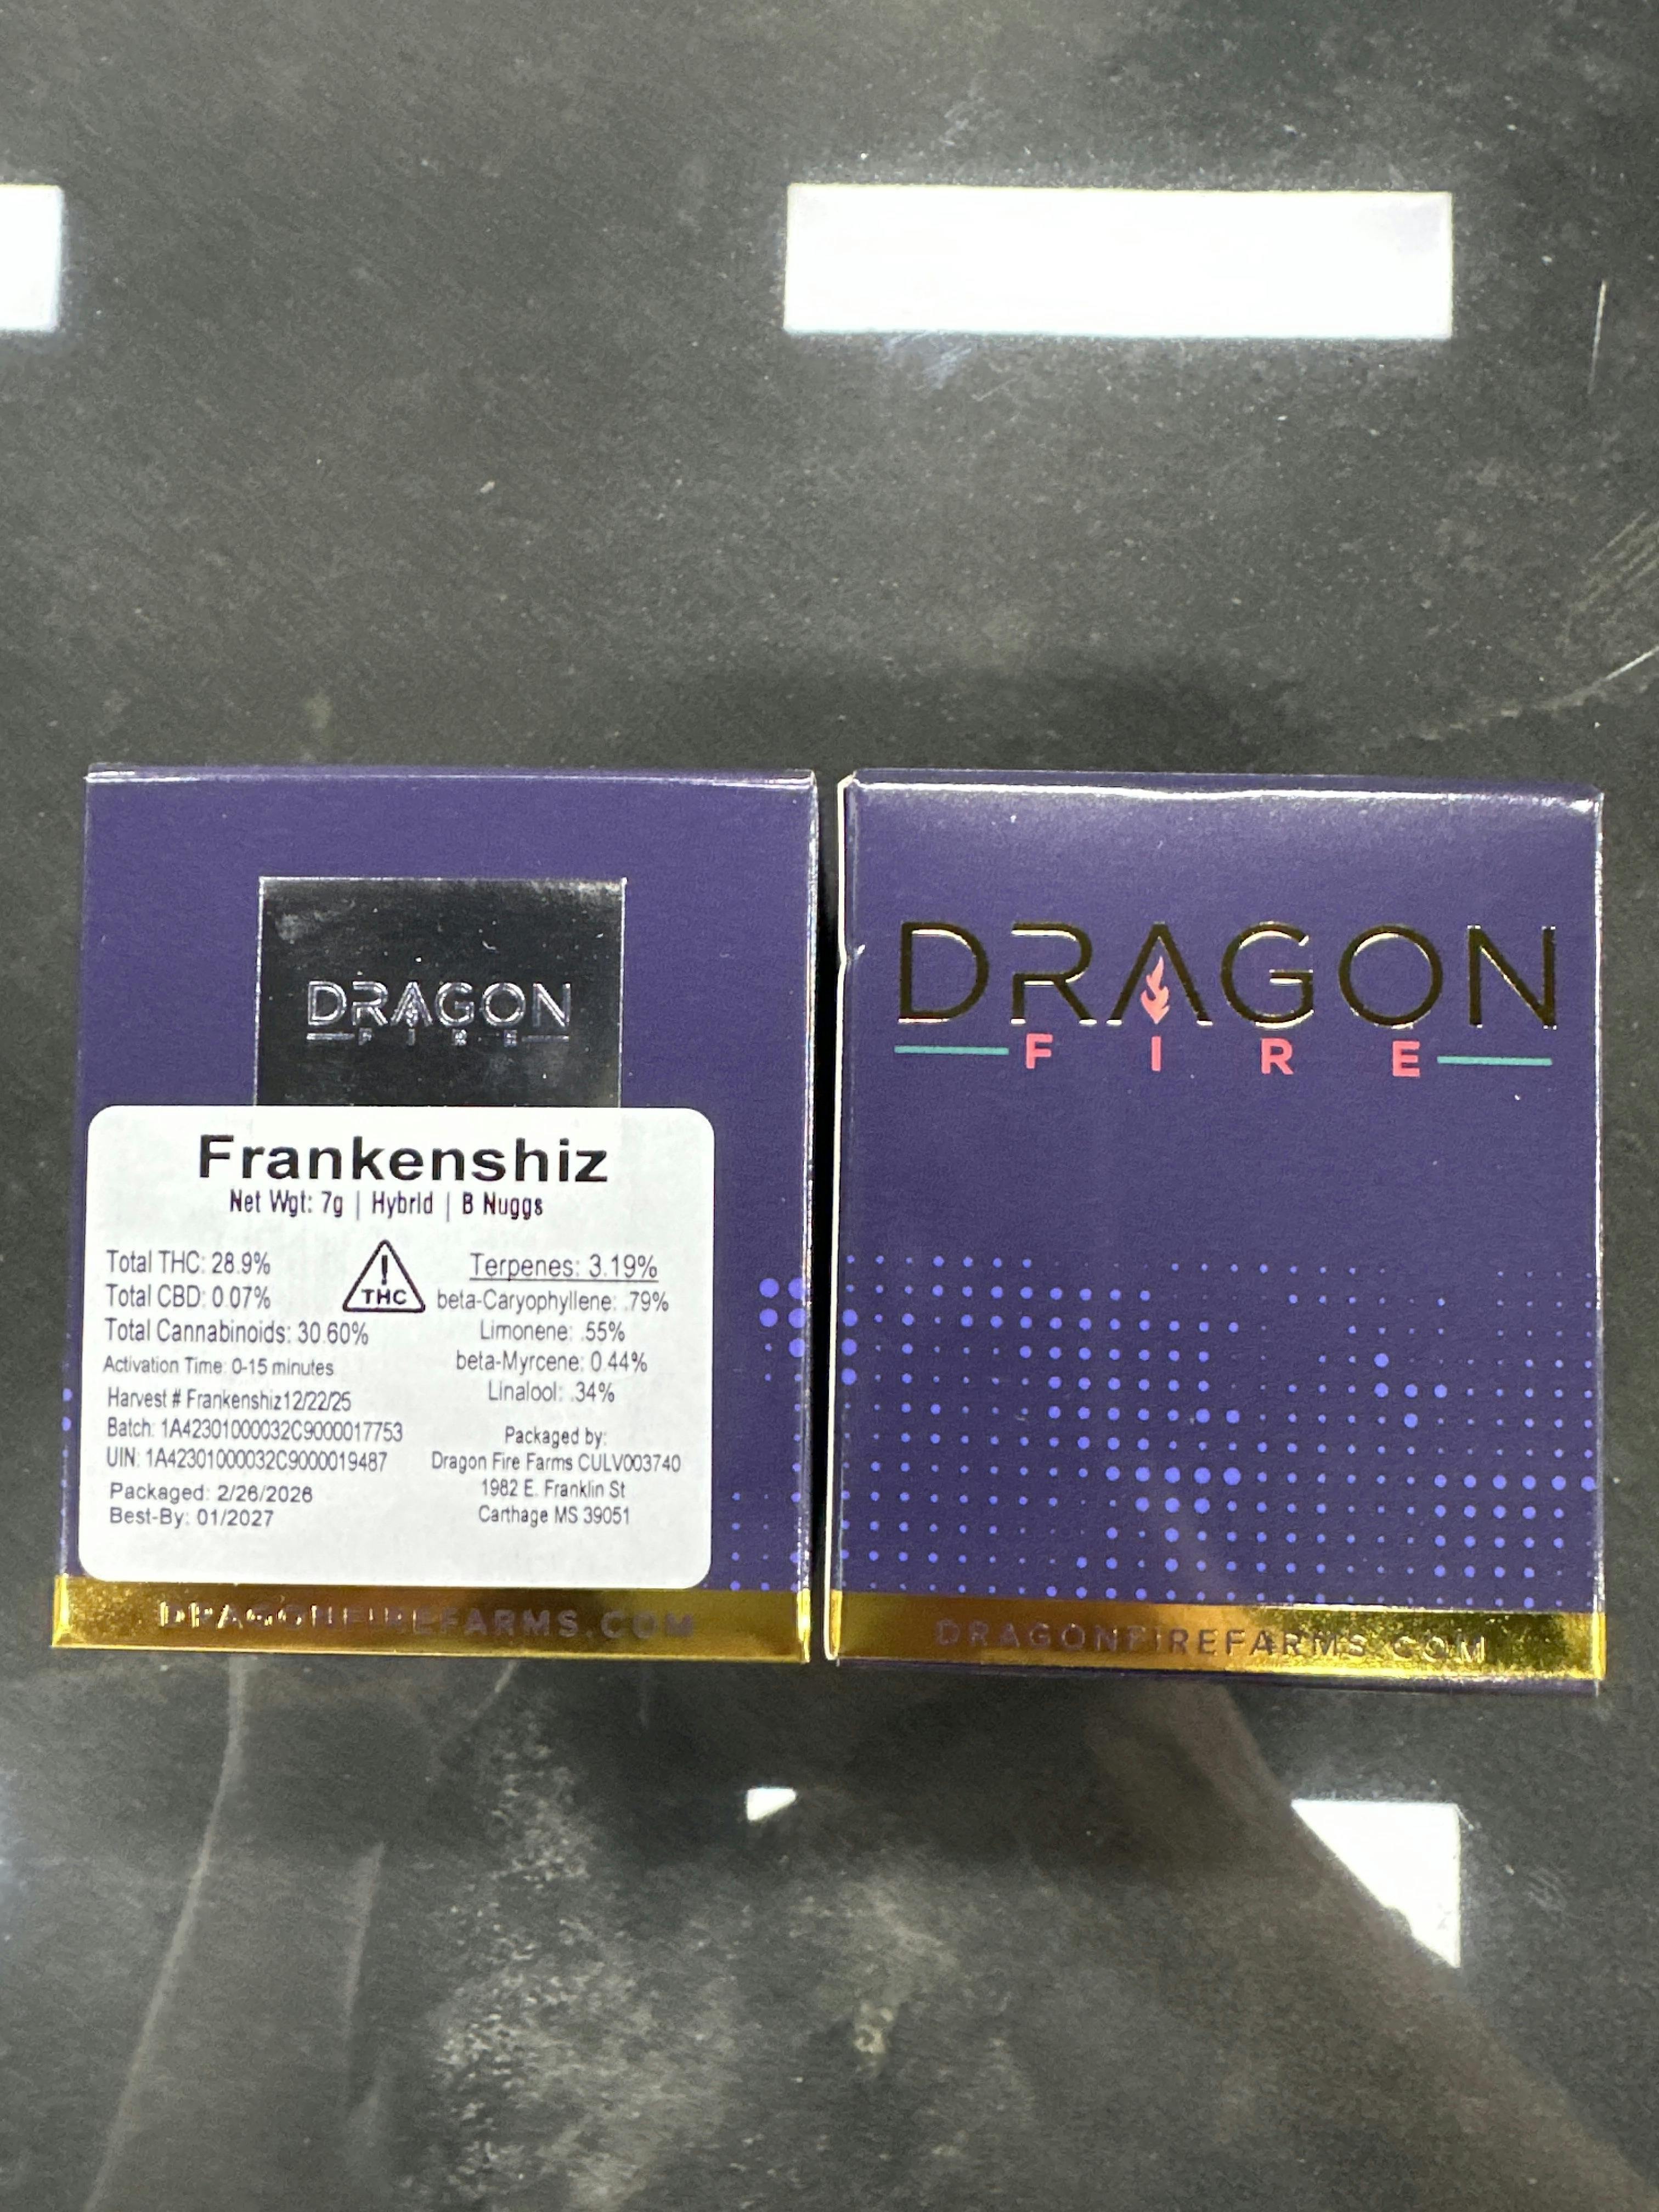 DRAGON
FIRE
Frankenshiz
Net Wgt: 7g | Hybrid | B Nuggs
Total THC: 28.9%
Total CBD: 0.07%
Total Cannabinoids: 30.60%
Activation Time: 0-15 minutes
Harvest # Frankenshiz12/22/25
Batch: 1A42301000032C9000017753
UIN: 1A42301000032C9000019487
Packaged: 2/26/2026
Best-By: 01/2027
! THC
Terpenes: 3.19%
beta-Caryophyllene: .79%
Limonene: .55%
beta-Myrcene: 0.44%
Linalool: .34%
Packaged by:
Dragon Fire Farms CULV003740
1982 E. Franklin St
Carthage MS 39051
DRAGONFIREFARMS.COM
DRAGON
FIRE
DRAGONFIREFARMS.COM